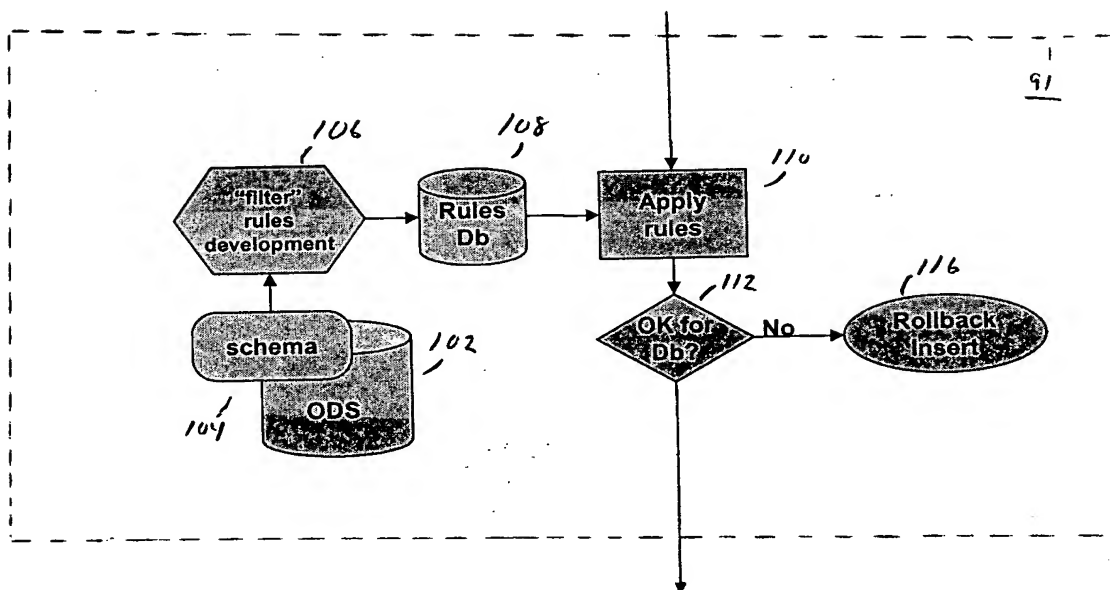 91
106
108
110
"filter"
rules
development
Rules
Db
Apply
rules
112
116
OK for
Db?
No
Rollback
Insert
schema
102
ODS
104